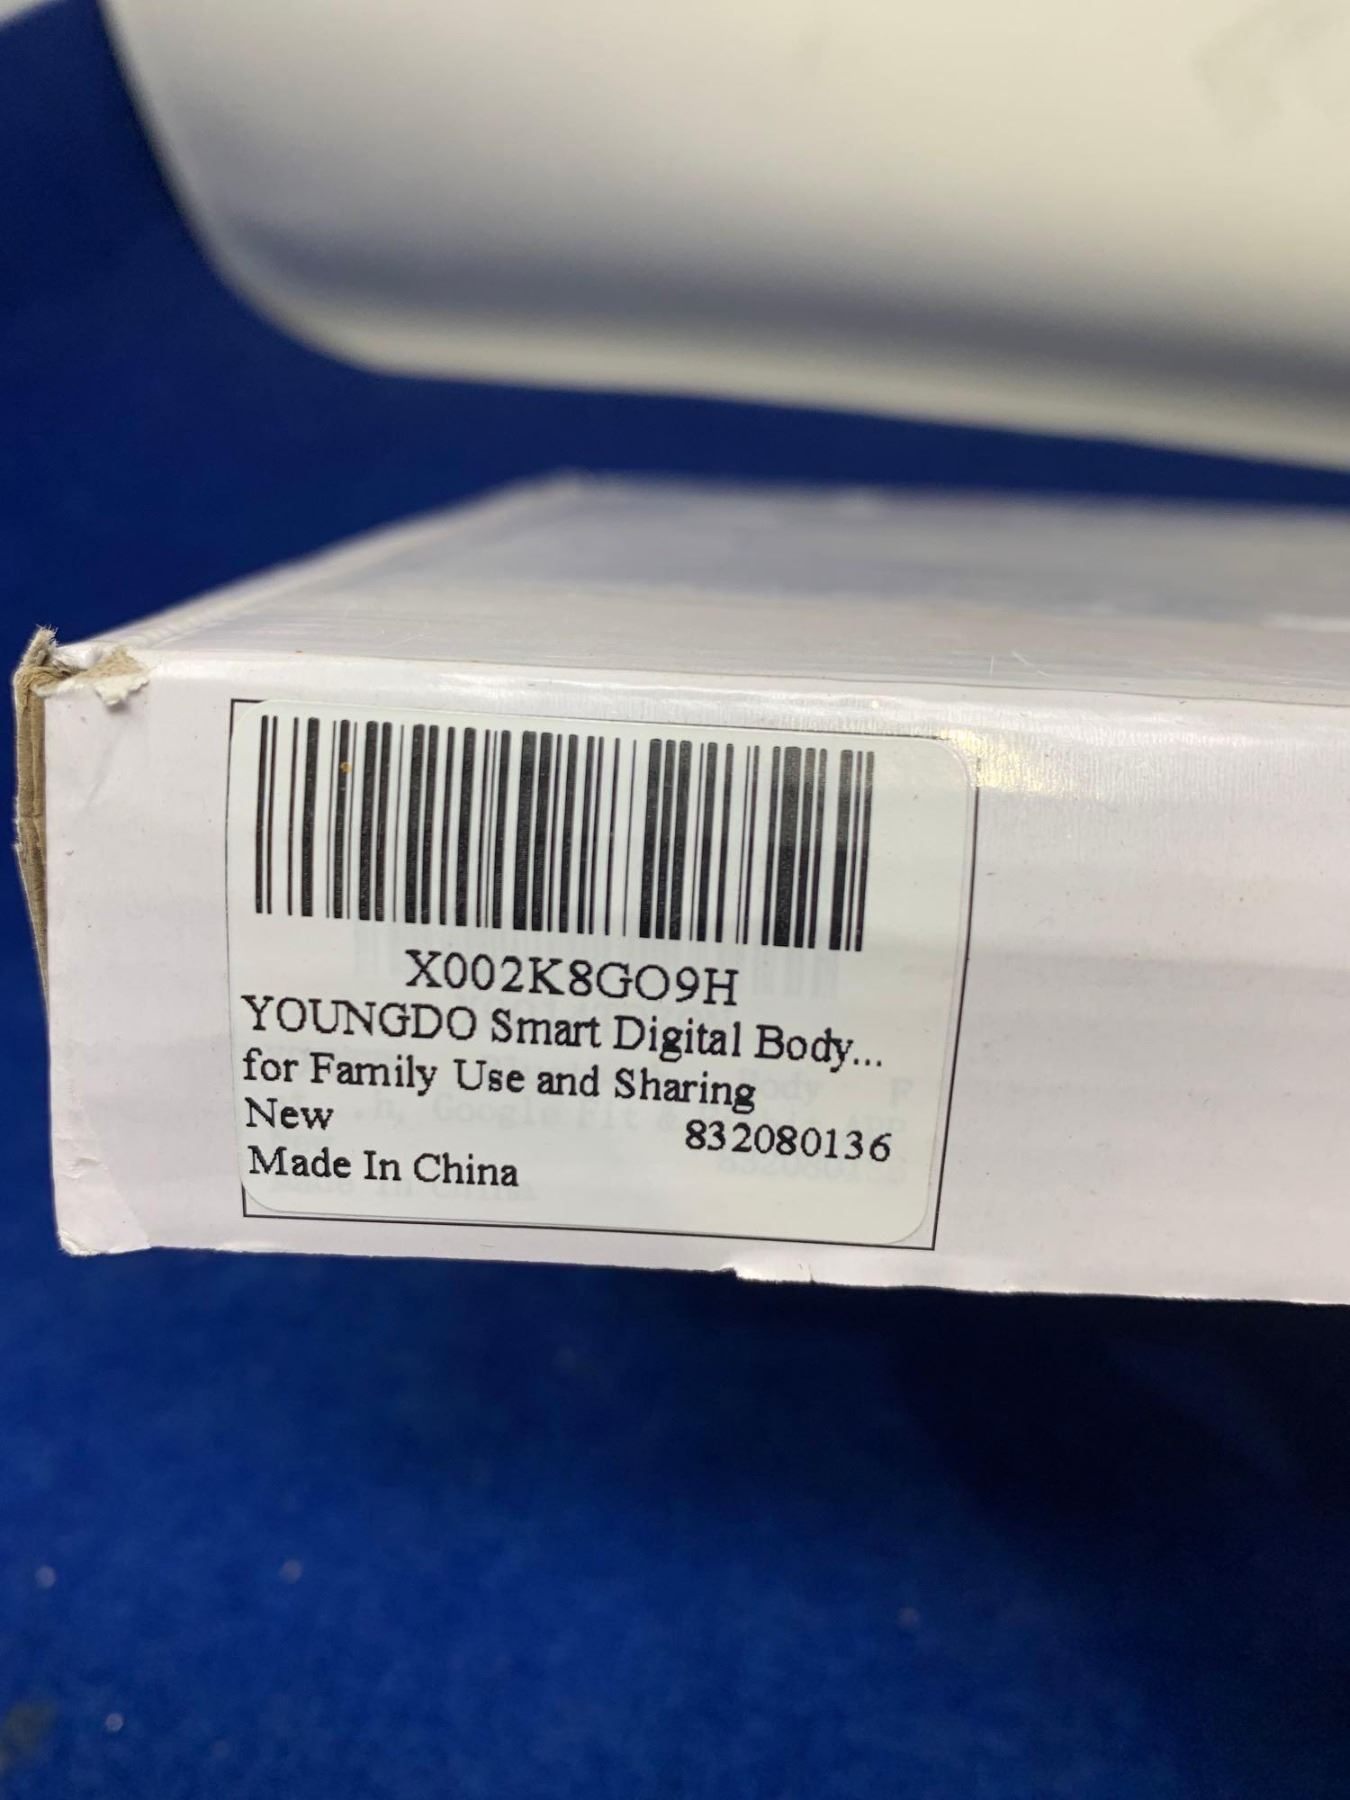 X002K8GO9H
YOUNGDO Smart Digital Body...
for Family Use and Sharing
New 832080136
Made In China